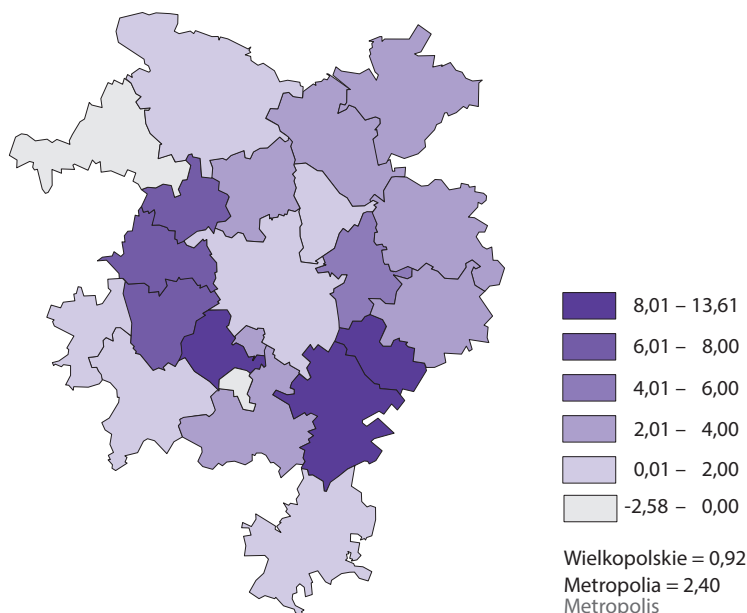 8,01 – 13,61
6,01 – 8,00
4,01 – 6,00
2,01 – 4,00
0,01 – 2,00
-2,58 – 0,00
Wielkopolskie = 0,92
Metropolia = 2,40
Metropolis